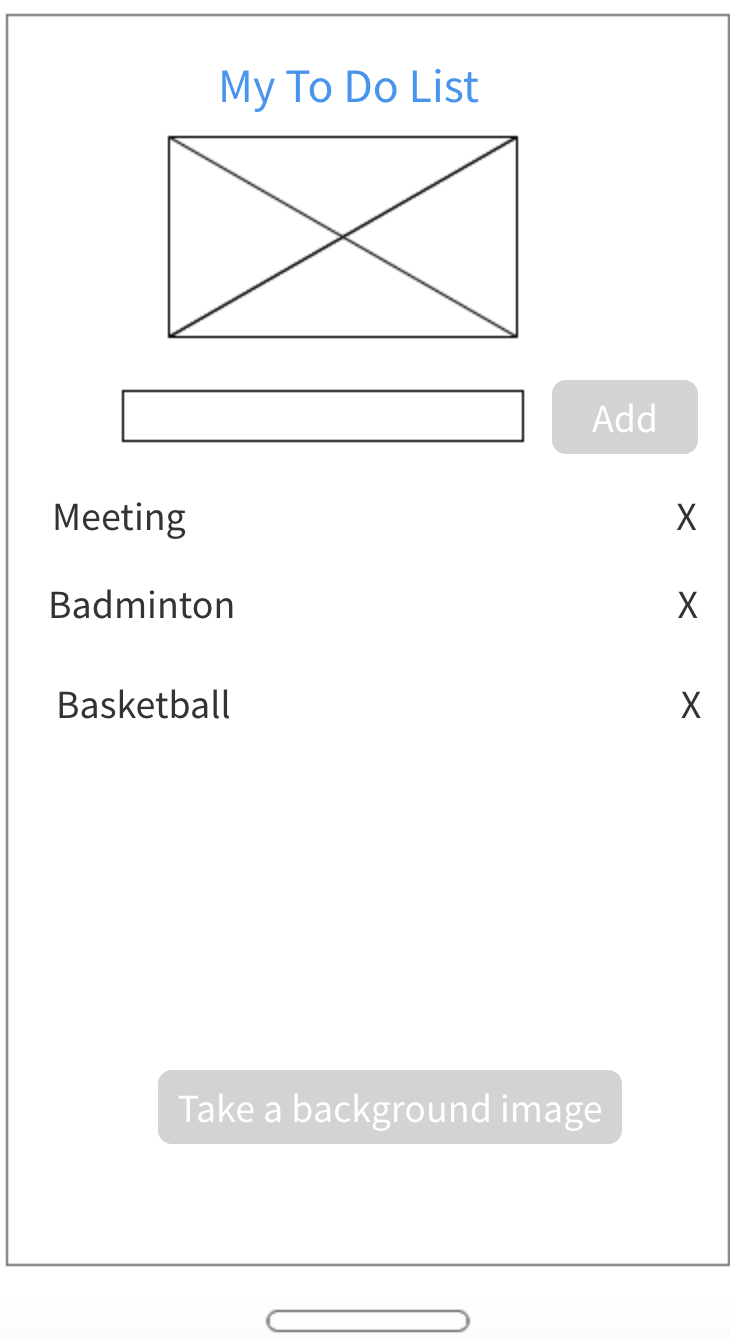 My To Do List
Add
Meeting X
Badminton X
Basketball X
Take a background image